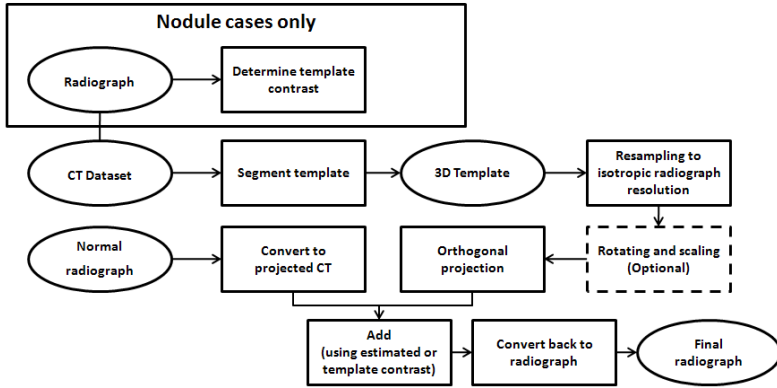 Nodule cases only
Radiograph
Determine template
contrast
CT Dataset
Segment template
3D Template
Resampling to
isotropic radiograph
resolution
Normal
radiograph
Convert to
projected CT
Orthogonal
projection
Rotating and scaling
(Optional)
Add
(using estimated or
template contrast)
Convert back to
radiograph
Final
radiograph